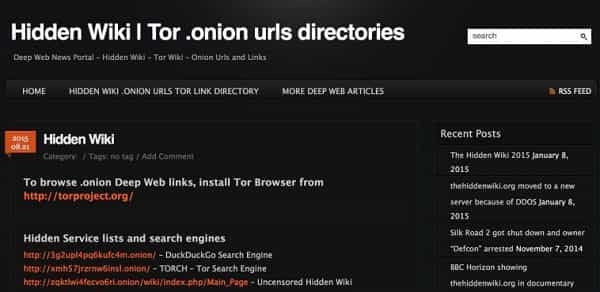 Hidden Wiki | Tor .onion urls directories
search
Deep Web News Portal - Hidden Wiki - Tor Wiki - Onion Urls and Links
HOME
HIDDEN WIKI .ONION URLS TOR LINK DIRECTORY
MORE DEEP WEB ARTICLES
RSS FEED
2015
08.21
Hidden Wiki
Category: / Tags: no tag / Add Comment
To browse .onion Deep Web links, install Tor Browser from
http://torproject.org/
Hidden Service lists and search engines
http://3g2upl4pq6kufc4m.onion/ – DuckDuckGo Search Engine
http://xmh57jrzrnw6insl.onion/ – TORCH – Tor Search Engine
http://zqktlwi4fecvo6ri.onion/wiki/index.php/Main_Page – Uncensored Hidden Wiki
Recent Posts
The Hidden Wiki 2015 January 8,
2015
thehiddenwiki.org moved to a new
server because of DDOS January 8,
2015
Silk Road 2 got shut down and owner
"Defcon" arrested November 7, 2014
BBC Horizon showing
thehiddenwiki.org in documentary